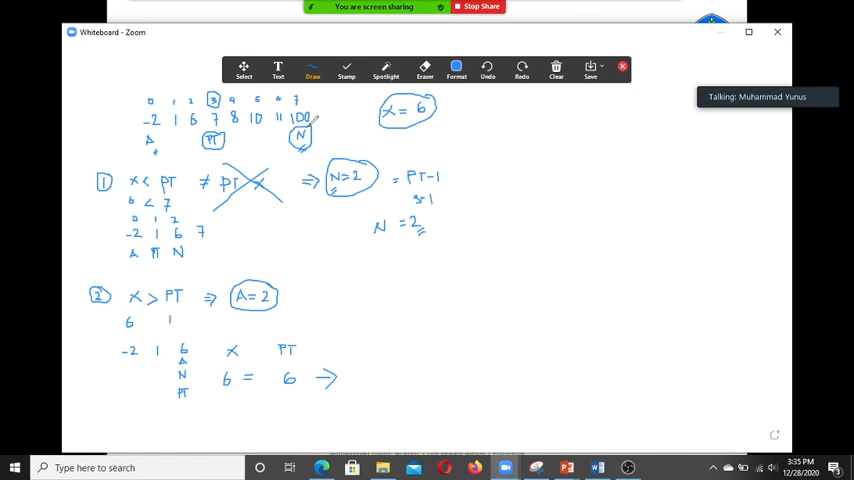 You are screen sharing
Stop Share
Whiteboard - Zoom
Select Text Draw Stamp Spotlight Eraser Format Undo Redo Clear Save
Talking: Muhammad Yunus
0 1 2 3 4 5 6 7
-2 1 6 7 8 10 11 100
A PT N
X = 6
1 X < PT ≠ PT X ⇒ N=2 = PT-1
6 < 7 3-1
0 1 2
-2 1 6 7
N = 2
A PT N
2 X > PT ⇒ A=2
6 1
-2 1 6 X PT
A
N 6 = 6 →
PT
Type here to search
3:35 PM
12/28/2020